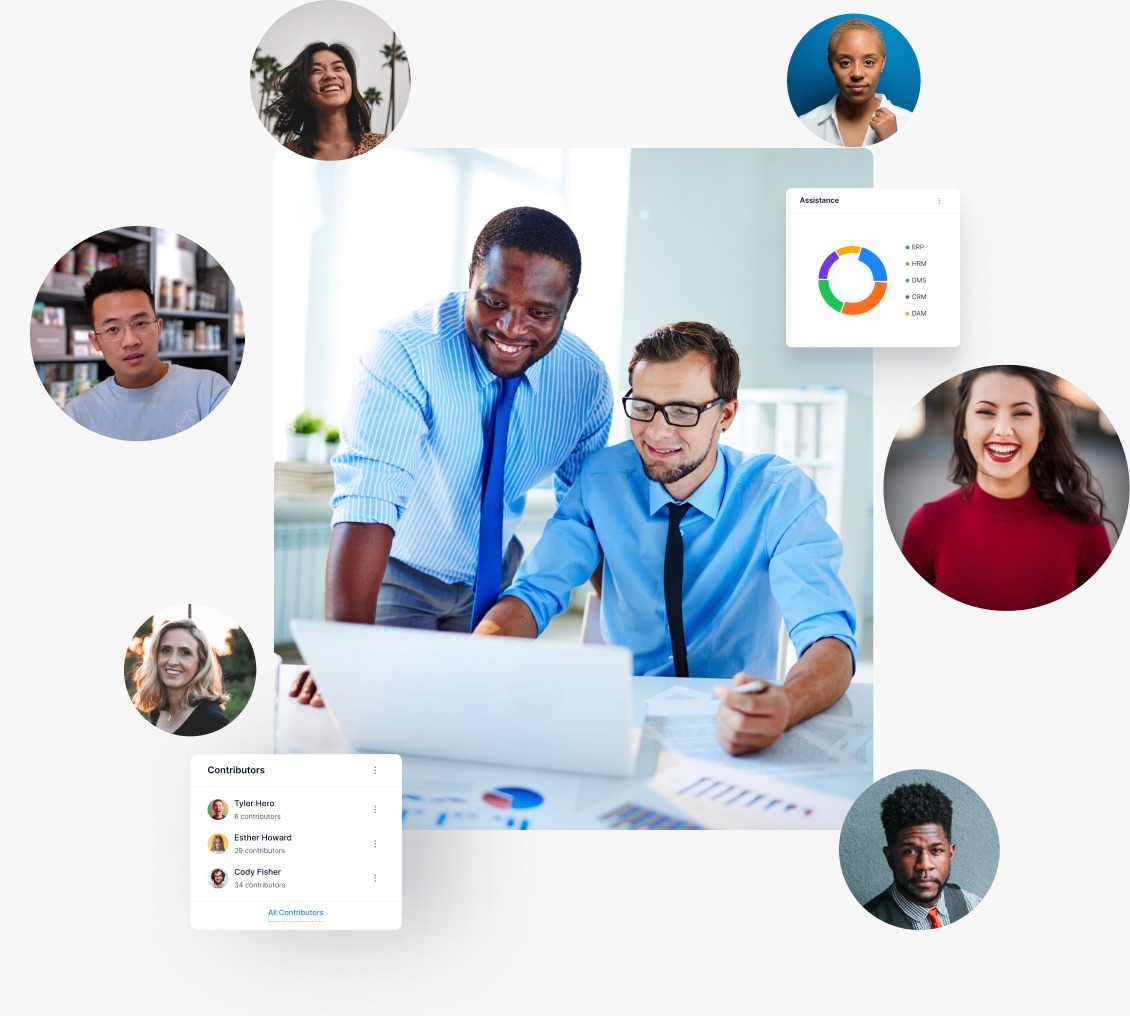 Assistance
ERP
HRM
DMS
CRM
DAM
Contributors
Tyler Hero
6 contributors
Esther Howard
29 contributors
Cody Fisher
34 contributors
All Contributors